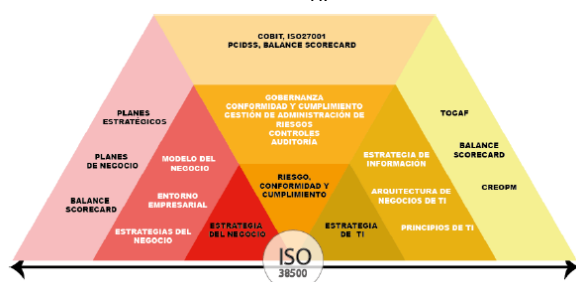 COBIT, ISO27001
PCIDSS, BALANCE SCORECARD
GOBERNANZA
CONFORMIDAD Y CUMPLIMIENTO
GESTIÓN DE ADMINISTRACIÓN DE
RIESGOS
CONTROLES
AUDITORÍA
RIESGO,
CONFORMIDAD Y
CUMPLIMIENTO
PLANES
ESTRATÉGICOS
PLANES
DE NEGOCIO
BALANCE
SCORECARD
MODELO DEL
NEGOCIO
ENTORNO
EMPRESARIAL
ESTRATEGIAS DEL
NEGOCIO
ESTRATEGIA
DEL NEGOCIO
ESTRATEGIA
DE TI
ESTRATEGIA DE
INFORMACIÓN
ARQUITECTURA DE
NEGOCIOS DE TI
PRINCIPIOS DE TI
TOGAF
BALANCE
SCORECARD
CREOPM
ISO
38500